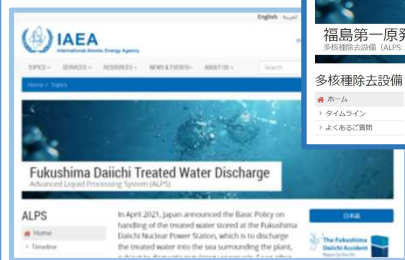 English
IAEA
International Atomic Energy Agency
TOPICS SERVICES RESOURCES NEWS & EVENTS ABOUT US
Search
Home / Topics
Fukushima Daiichi Treated Water Discharge
Advanced Liquid Processing System (ALPS)
ALPS
Home
Timeline
In April 2021, Japan announced the Basic Policy on
handling of the treated water stored at the Fukushima
Daiichi Nuclear Power Station, which is to discharge
the treated water into the sea surrounding the plant,
日本語
The Fukushima
Daiichi Accident
福島第一原
多核種除去設備 (ALPS
多核種除去設備
ホーム
タイムライン
よくあるご質問